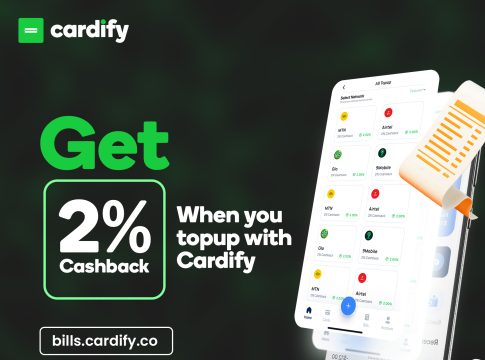 cardify
Get
2%
Cashback
When you
topup with
Cardify
bills.cardify.co
All Topup
Select Network
MTN
Airtel
Glo
9Mobile
MTN
Airtel
Glo
9Mobile
MTN
Airtel
Home